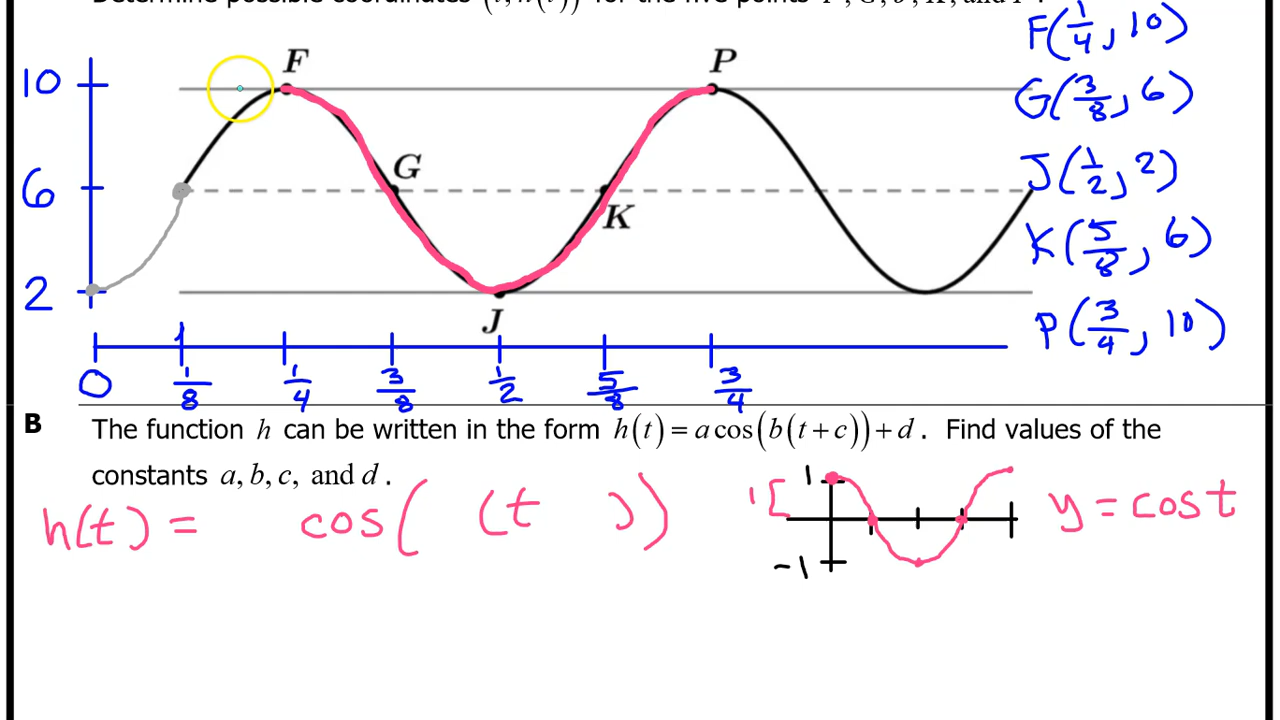 Determine possible coordinates (t, h(t)) for the five points F, G, J, K, and P.
F(1/4, 10)
10
F
P
G(3/8, 6)
G
6
J(1/2, 2)
K
K(5/8, 6)
2
J
P(3/4, 10)
0 1/8 1/4 3/8 1/2 5/8 3/4
B The function h can be written in the form h(t) = a cos(b(t+c)) + d. Find values of the
constants a, b, c, and d.
h(t) = cos( (t ))
1 [ 1
y = cos t
-1